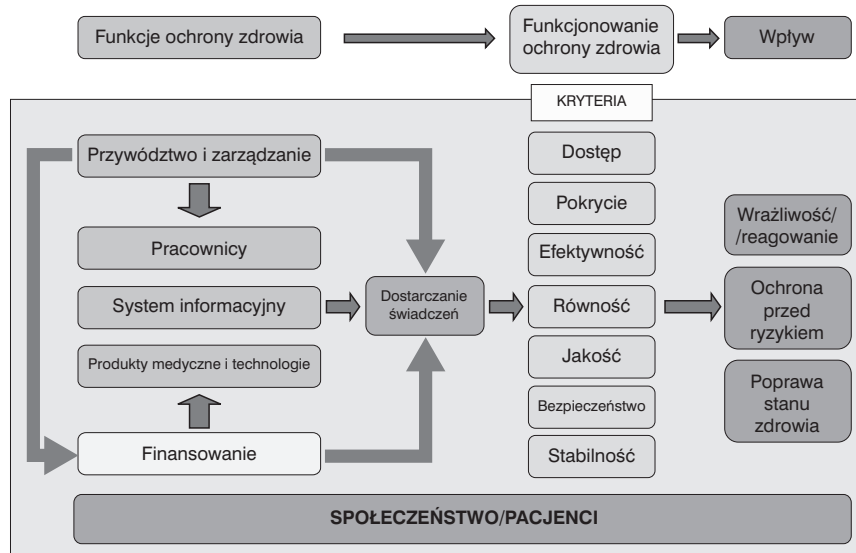 Funkcje ochrony zdrowia
Funkcjonowanie
ochrony zdrowia
Wpływ
KRYTERIA
Przywództwo i zarządzanie
Pracownicy
System informacyjny
Produkty medyczne i technologie
Finansowanie
Dostarczanie
świadczeń
Dostęp
Pokrycie
Efektywność
Równość
Jakość
Bezpieczeństwo
Stabilność
Wrażliwość/
/reagowanie
Ochrona
przed
ryzykiem
Poprawa
stanu
zdrowia
SPOŁECZEŃSTWO/PACJENCI